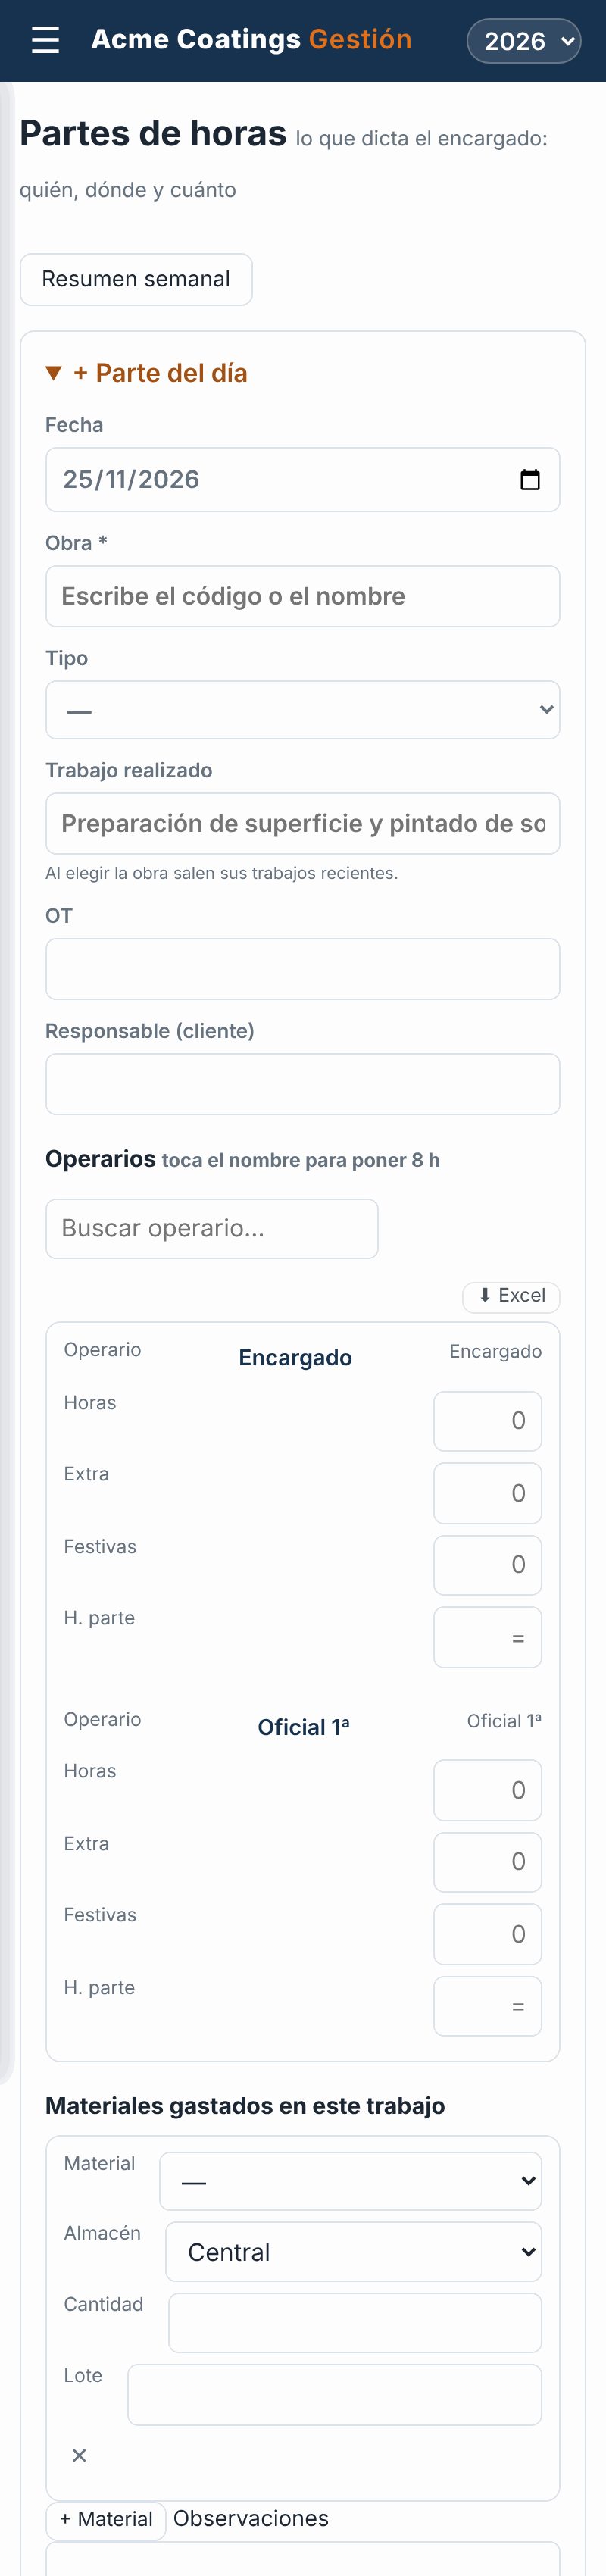 ☰ Acme Coatings Gestión 2026
Partes de horas lo que dicta el encargado:
quién, dónde y cuánto
Resumen semanal
▼ + Parte del día
Fecha
25/11/2026
Obra *
Escribe el código o el nombre
Tipo
—
Trabajo realizado
Preparación de superficie y pintado de so
Al elegir la obra salen sus trabajos recientes.
OT
Responsable (cliente)
Operarios toca el nombre para poner 8 h
Buscar operario...
⬇ Excel
Operario Encargado Encargado
Horas 0
Extra 0
Festivas 0
H. parte =
Operario Oficial 1ª Oficial 1ª
Horas 0
Extra 0
Festivas 0
H. parte =
Materiales gastados en este trabajo
Material —
Almacén Central
Cantidad
Lote
×
+ Material Observaciones